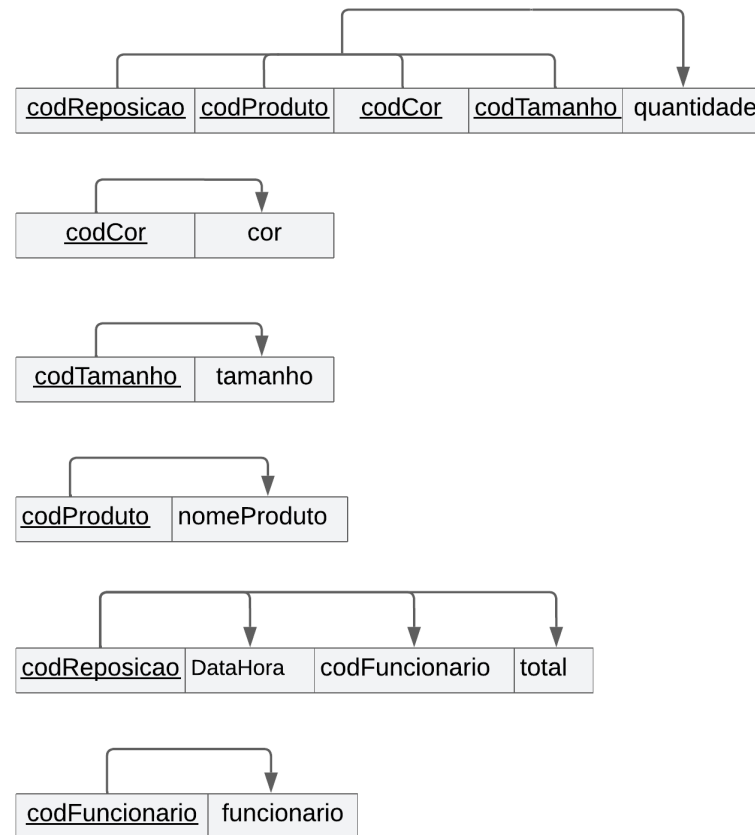 codReposicao codProduto codCor codTamanho quantidade
codCor cor
codTamanho tamanho
codProduto nomeProduto
codReposicao DataHora codFuncionario total
codFuncionario funcionario